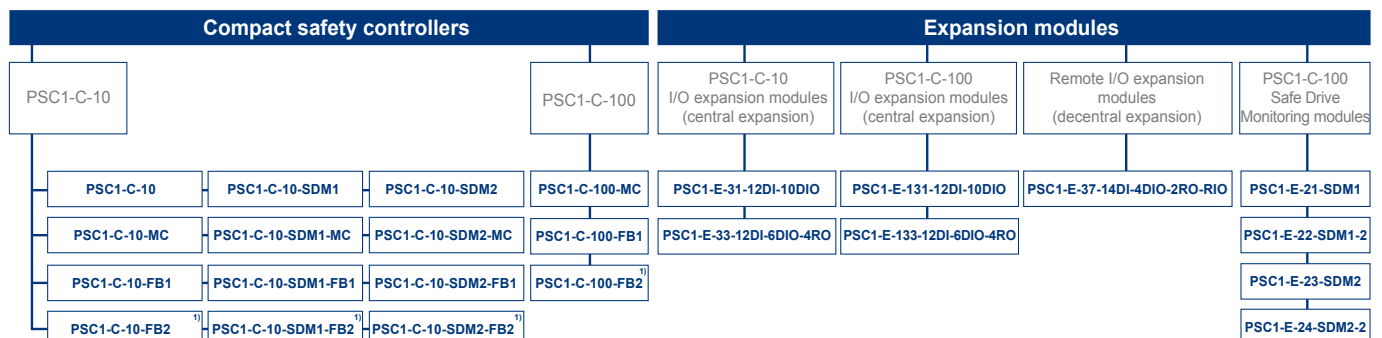 Compact safety controllers
Expansion modules
PSC1-C-10
PSC1-C-100
PSC1-C-10
I/O expansion modules
(central expansion)
PSC1-C-100
I/O expansion modules
(central expansion)
Remote I/O expansion
modules
(decentral expansion)
PSC1-C-100
Safe Drive
Monitoring modules
PSC1-C-10
PSC1-C-10-SDM1
PSC1-C-10-SDM2
PSC1-C-100-MC
PSC1-E-31-12DI-10DIO
PSC1-E-131-12DI-10DIO
PSC1-E-37-14DI-4DIO-2RO-RIO
PSC1-E-21-SDM1
PSC1-C-10-MC
PSC1-C-10-SDM1-MC
PSC1-C-10-SDM2-MC
PSC1-C-100-FB1
PSC1-E-33-12DI-6DIO-4RO
PSC1-E-133-12DI-6DIO-4RO
PSC1-E-22-SDM1-2
PSC1-C-10-FB1
PSC1-C-10-SDM1-FB1
PSC1-C-10-SDM2-FB1
PSC1-C-100-FB2 1)
PSC1-E-23-SDM2
PSC1-C-10-FB2 1)
PSC1-C-10-SDM1-FB2 1)
PSC1-C-10-SDM2-FB2 1)
PSC1-E-24-SDM2-2